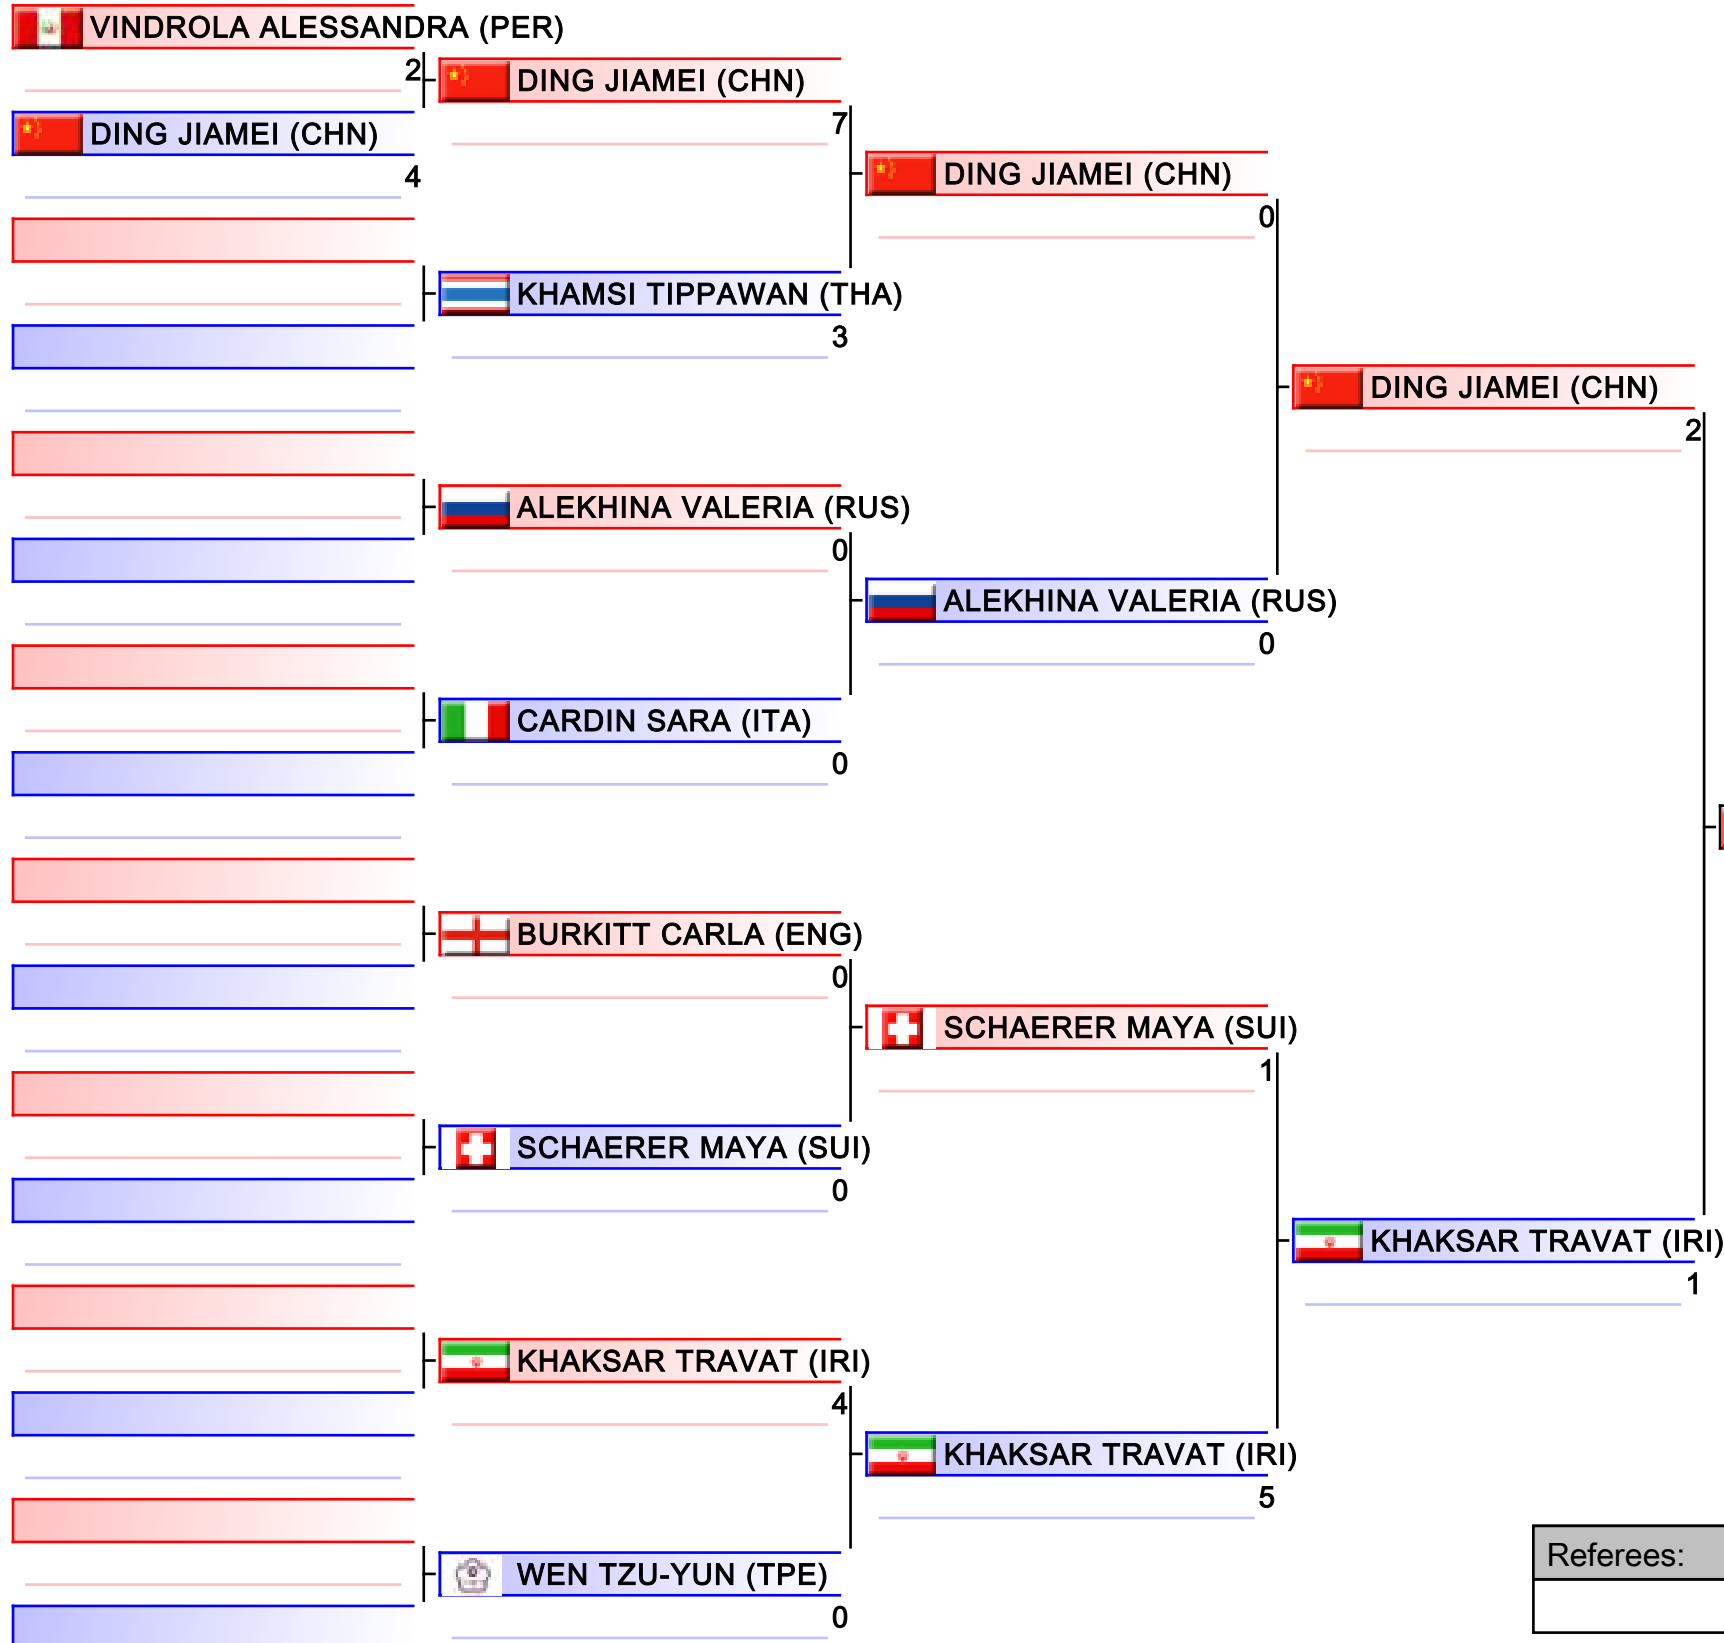 VINDROLA ALESSANDRA (PER)
2
DING JIAMEI (CHN)
4
DING JIAMEI (CHN)
7
KHAMSI TIPPAWAN (THA)
3
ALEKHINA VALERIA (RUS)
0
CARDIN SARA (ITA)
0
BURKITT CARLA (ENG)
0
SCHAERER MAYA (SUI)
0
KHAKSAR TRAVAT (IRI)
4
WEN TZU-YUN (TPE)
0
DING JIAMEI (CHN)
0
ALEKHINA VALERIA (RUS)
0
SCHAERER MAYA (SUI)
1
KHAKSAR TRAVAT (IRI)
5
DING JIAMEI (CHN)
2
KHAKSAR TRAVAT (IRI)
1
Referees: